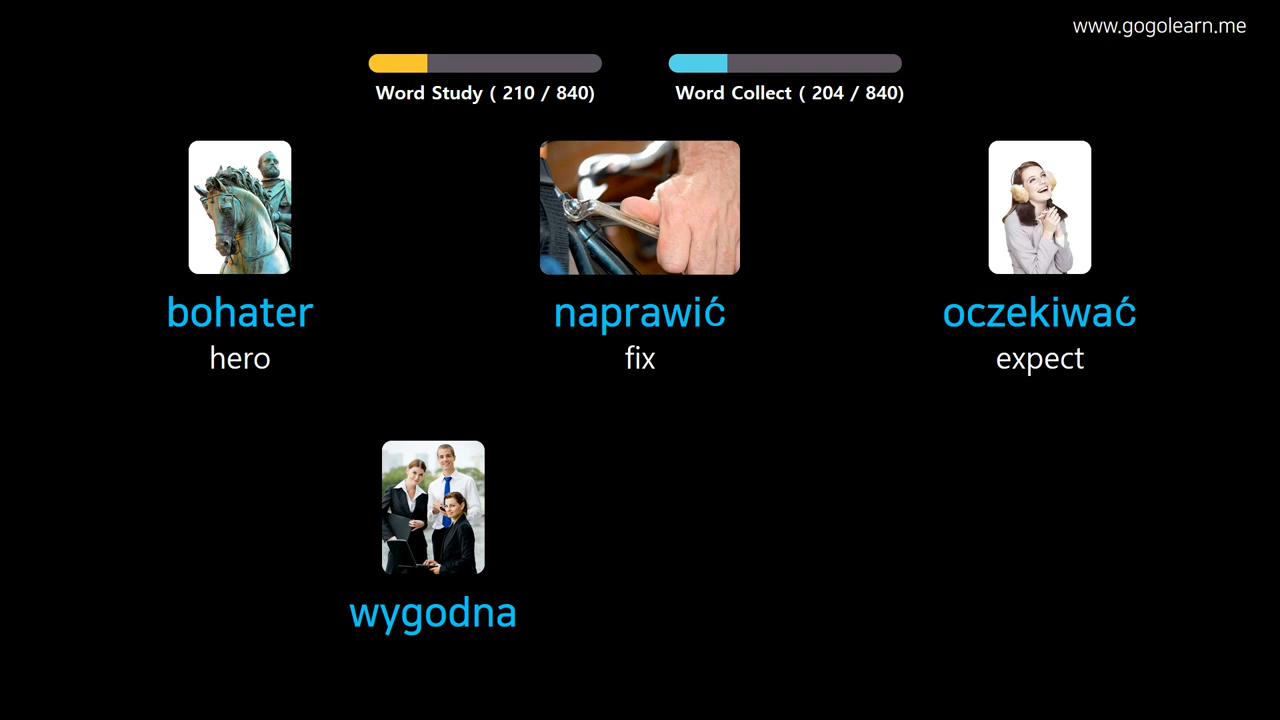 www.gogolearn.me
Word Study ( 210 / 840)
Word Collect ( 204 / 840)
bohater
naprawić
oczekiwać
hero
fix
expect
wygodna